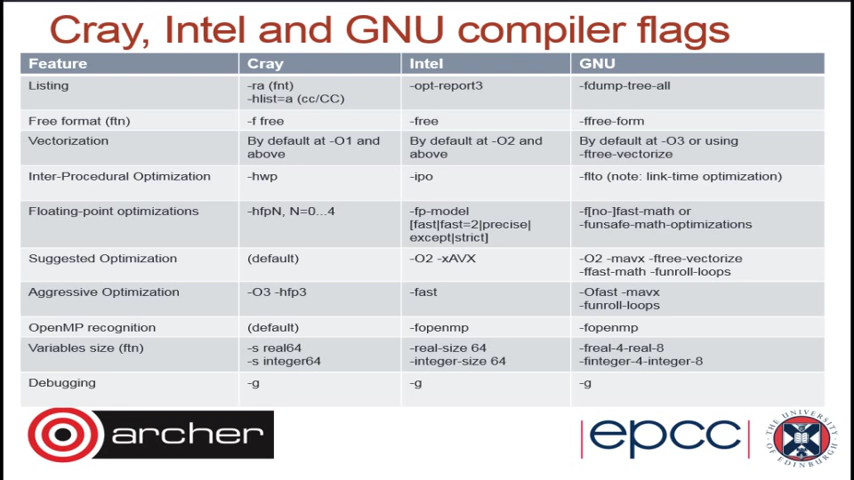 Cray, Intel and GNU compiler flags
Feature Cray Intel GNU
Listing -ra (fnt) -opt-report3 -fdump-tree-all
-hlist=a (cc/CC)
Free format (ftn) -f free -free -ffree-form
Vectorization By default at -O1 and By default at -O2 and By default at -O3 or using
above above -ftree-vectorize
Inter-Procedural Optimization -hwp -ipo -flto (note: link-time optimization)
Floating-point optimizations -hfpN, N=0...4 -fp-model -f[no-]fast-math or
[fast|fast=2|precise| -funsafe-math-optimizations
except|strict]
Suggested Optimization (default) -O2 -xAVX -O2 -mavx -ftree-vectorize
-ffast-math -funroll-loops
Aggressive Optimization -O3 -hfp3 -fast -Ofast -mavx
-funroll-loops
OpenMP recognition (default) -fopenmp -fopenmp
Variables size (ftn) -s real64 -real-size 64 -freal-4-real-8
-s integer64 -integer-size 64 -finteger-4-integer-8
Debugging -g -g -g
archer
epcc
THE UNIVERSITY OF EDINBURGH